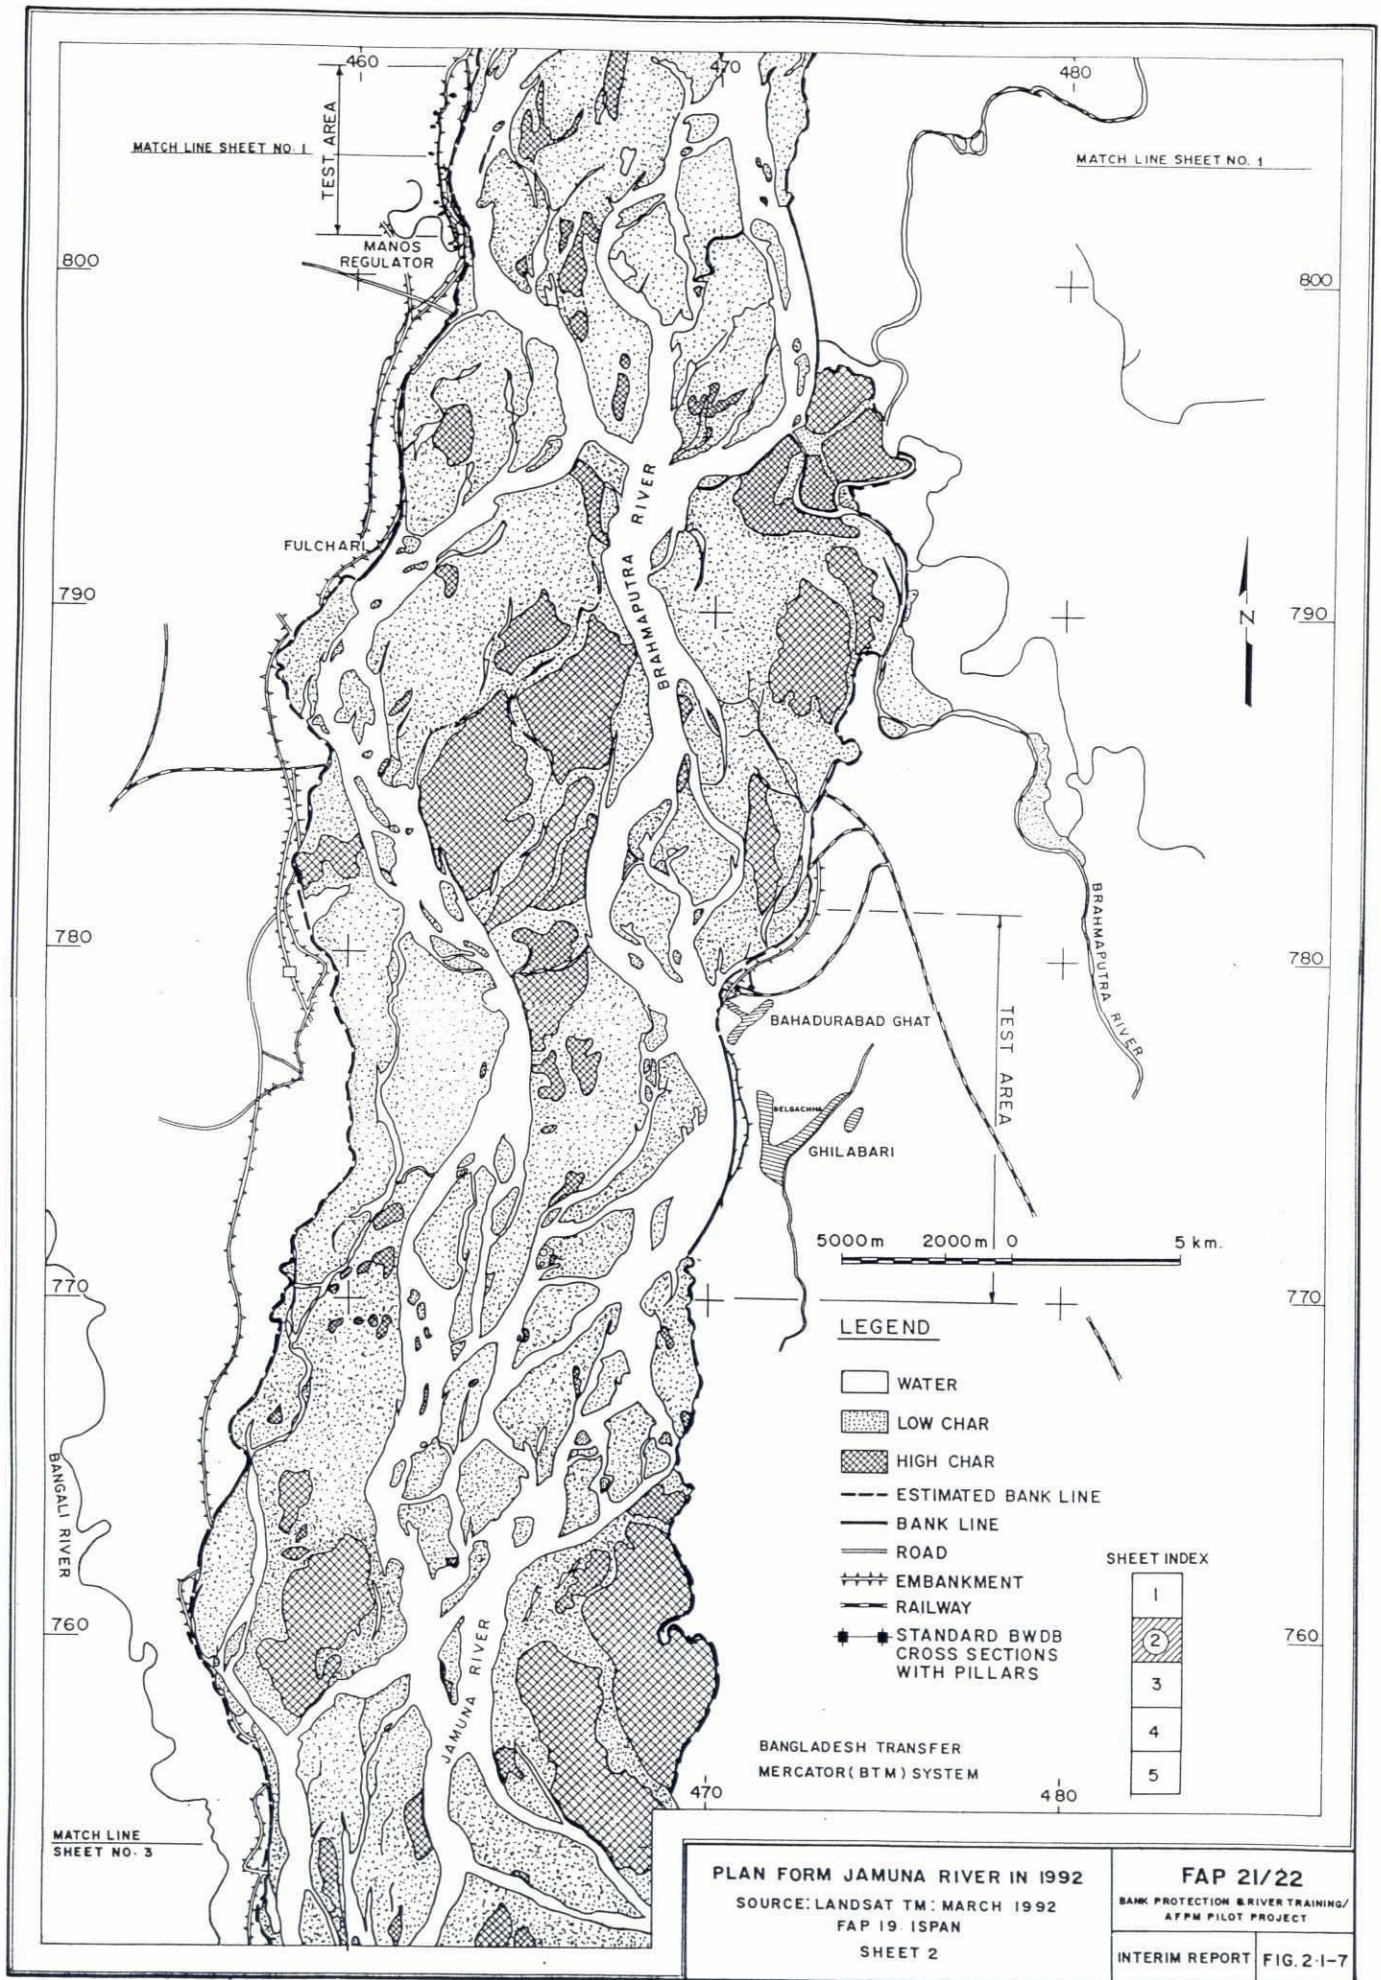 460
470
480
TEST AREA
MATCH LINE SHEET NO. 1
MATCH LINE SHEET NO. 1
MANOS
REGULATOR
800
800
BRAHMAPUTRA RIVER
FULCHARI
790
790
N
780
780
BRAHMAPUTRA RIVER
BAHADURABAD GHAT
TEST AREA
BELGACHHA
GHILABARI
5000m 2000m 0 5 km.
770
770
LEGEND
WATER
LOW CHAR
HIGH CHAR
ESTIMATED BANK LINE
BANK LINE
ROAD
EMBANKMENT
RAILWAY
STANDARD BWDB
CROSS SECTIONS
WITH PILLARS
SHEET INDEX
1
2
3
4
5
BANGALI RIVER
760
760
JAMUNA RIVER
BANGLADESH TRANSFER
MERCATOR(BTM) SYSTEM
470
480
MATCH LINE
SHEET NO. 3
PLAN FORM JAMUNA RIVER IN 1992
SOURCE: LANDSAT TM: MARCH 1992
FAP 19 ISPAN
SHEET 2
FAP 21/22
BANK PROTECTION & RIVER TRAINING/
AFPM PILOT PROJECT
INTERIM REPORT
FIG. 2·1-7